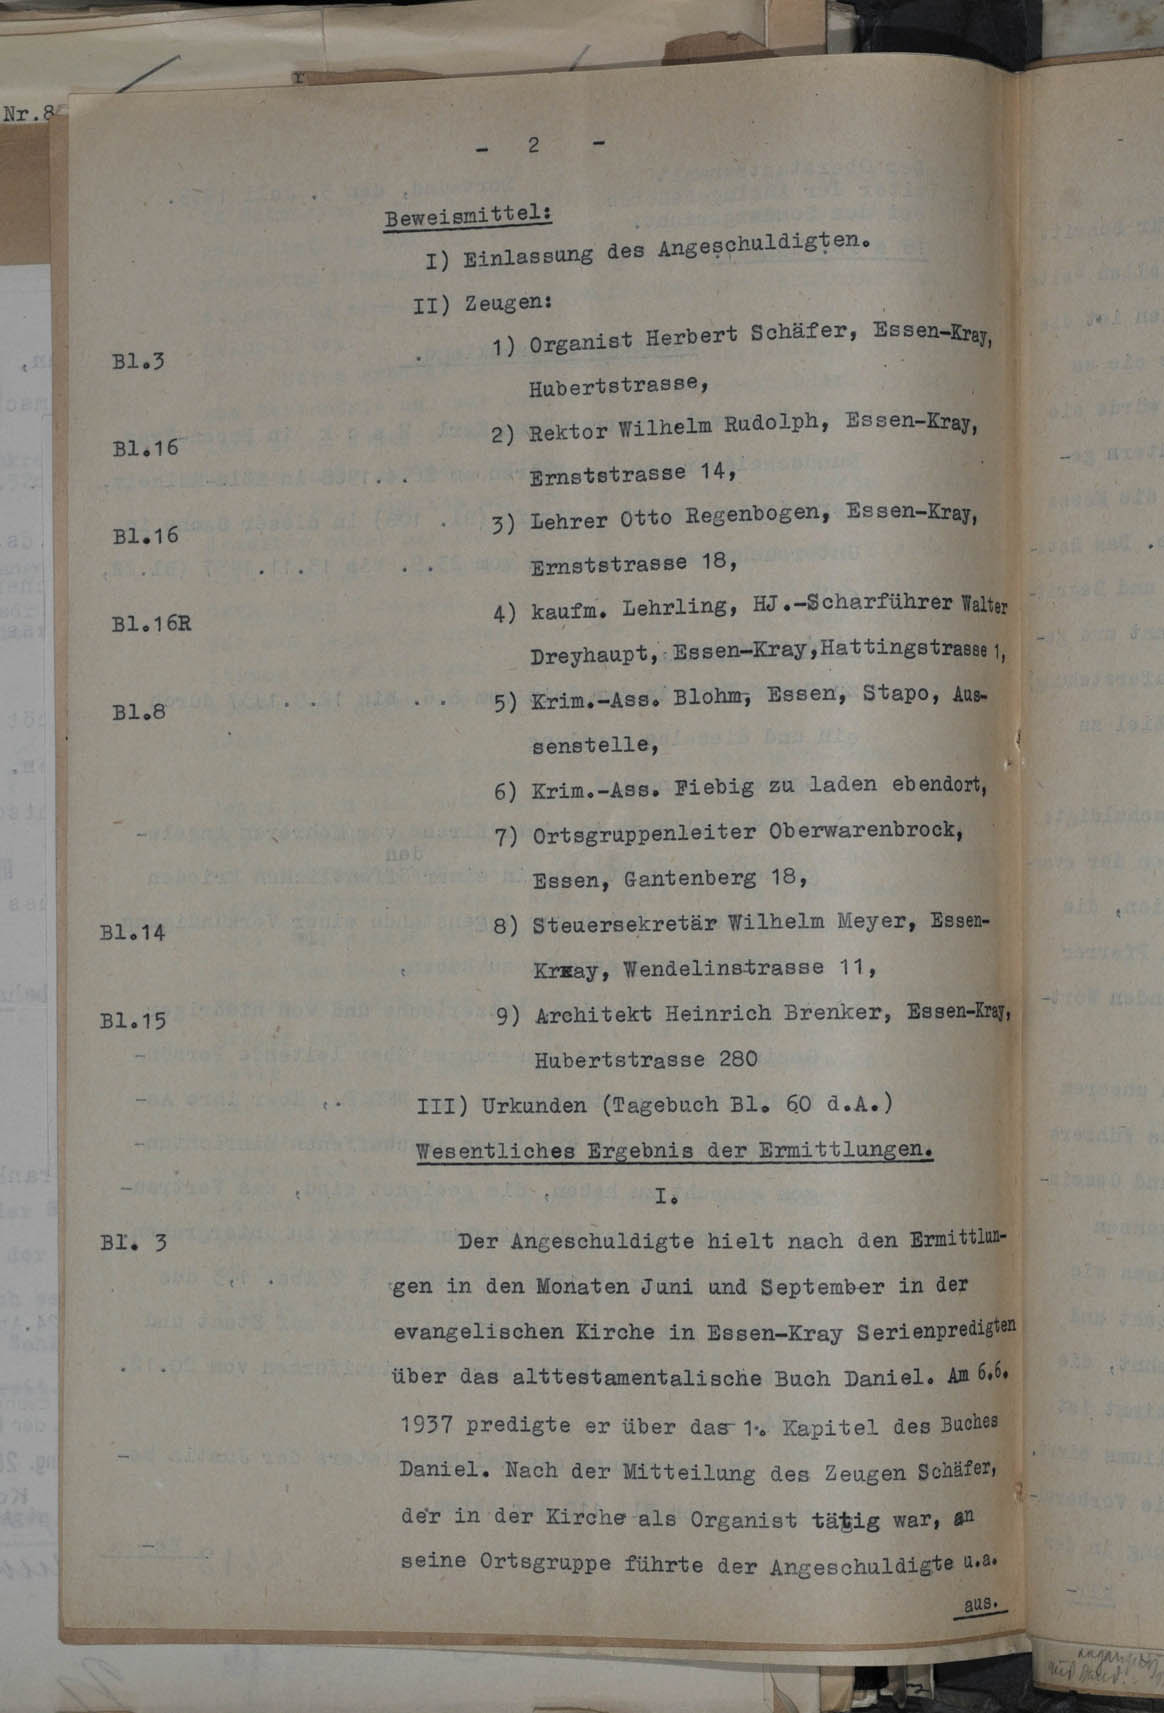 Nr.8
- 2 -
Beweismittel:
I) Einlassung des Angeschuldigten.
II) Zeugen:
Bl.3 1) Organist Herbert Schäfer, Essen-Kray,
Hubertstrasse,
Bl.16 2) Rektor Wilhelm Rudolph, Essen-Kray,
Ernststrasse 14,
Bl.16 3) Lehrer Otto Regenbogen, Essen-Kray,
Ernststrasse 18,
Bl.16R 4) kaufm. Lehrling, HJ.-Scharführer Walter
Dreyhaupt, Essen-Kray,Hattingstrasse 1,
Bl.8 5) Krim.-Ass. Blohm, Essen, Stapo, Aus-
senstelle,
6) Krim.-Ass. Fiebig zu laden ebendort,
7) Ortsgruppenleiter Oberwarenbrock,
Essen, Gantenberg 18,
Bl.14 8) Steuersekretär Wilhelm Meyer, Essen-
Krxay, Wendelinstrasse 11,
Bl.15 9) Architekt Heinrich Brenker, Essen-Kray,
Hubertstrasse 280
III) Urkunden (Tagebuch Bl. 60 d.A.)
Wesentliches Ergebnis der Ermittlungen.
I.
Bl. 3 Der Angeschuldigte hielt nach den Ermittlun-
gen in den Monaten Juni und September in der
evangelischen Kirche in Essen-Kray Serienpredigten
über das alttestamentalische Buch Daniel. Am 6.6.
1937 predigte er über das 1. Kapitel des Buches
Daniel. Nach der Mitteilung des Zeugen Schäfer,
der in der Kirche als Organist tätig war, an
seine Ortsgruppe führte der Angeschuldigte u.a.
aus.